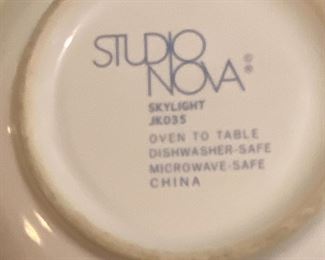 STUDIO
NOVA © ®
SKYLIGHT
JK035
OVEN TO TABLE
DISHWASHER-SAFE
MICROWAVE-SAFE
CHINA